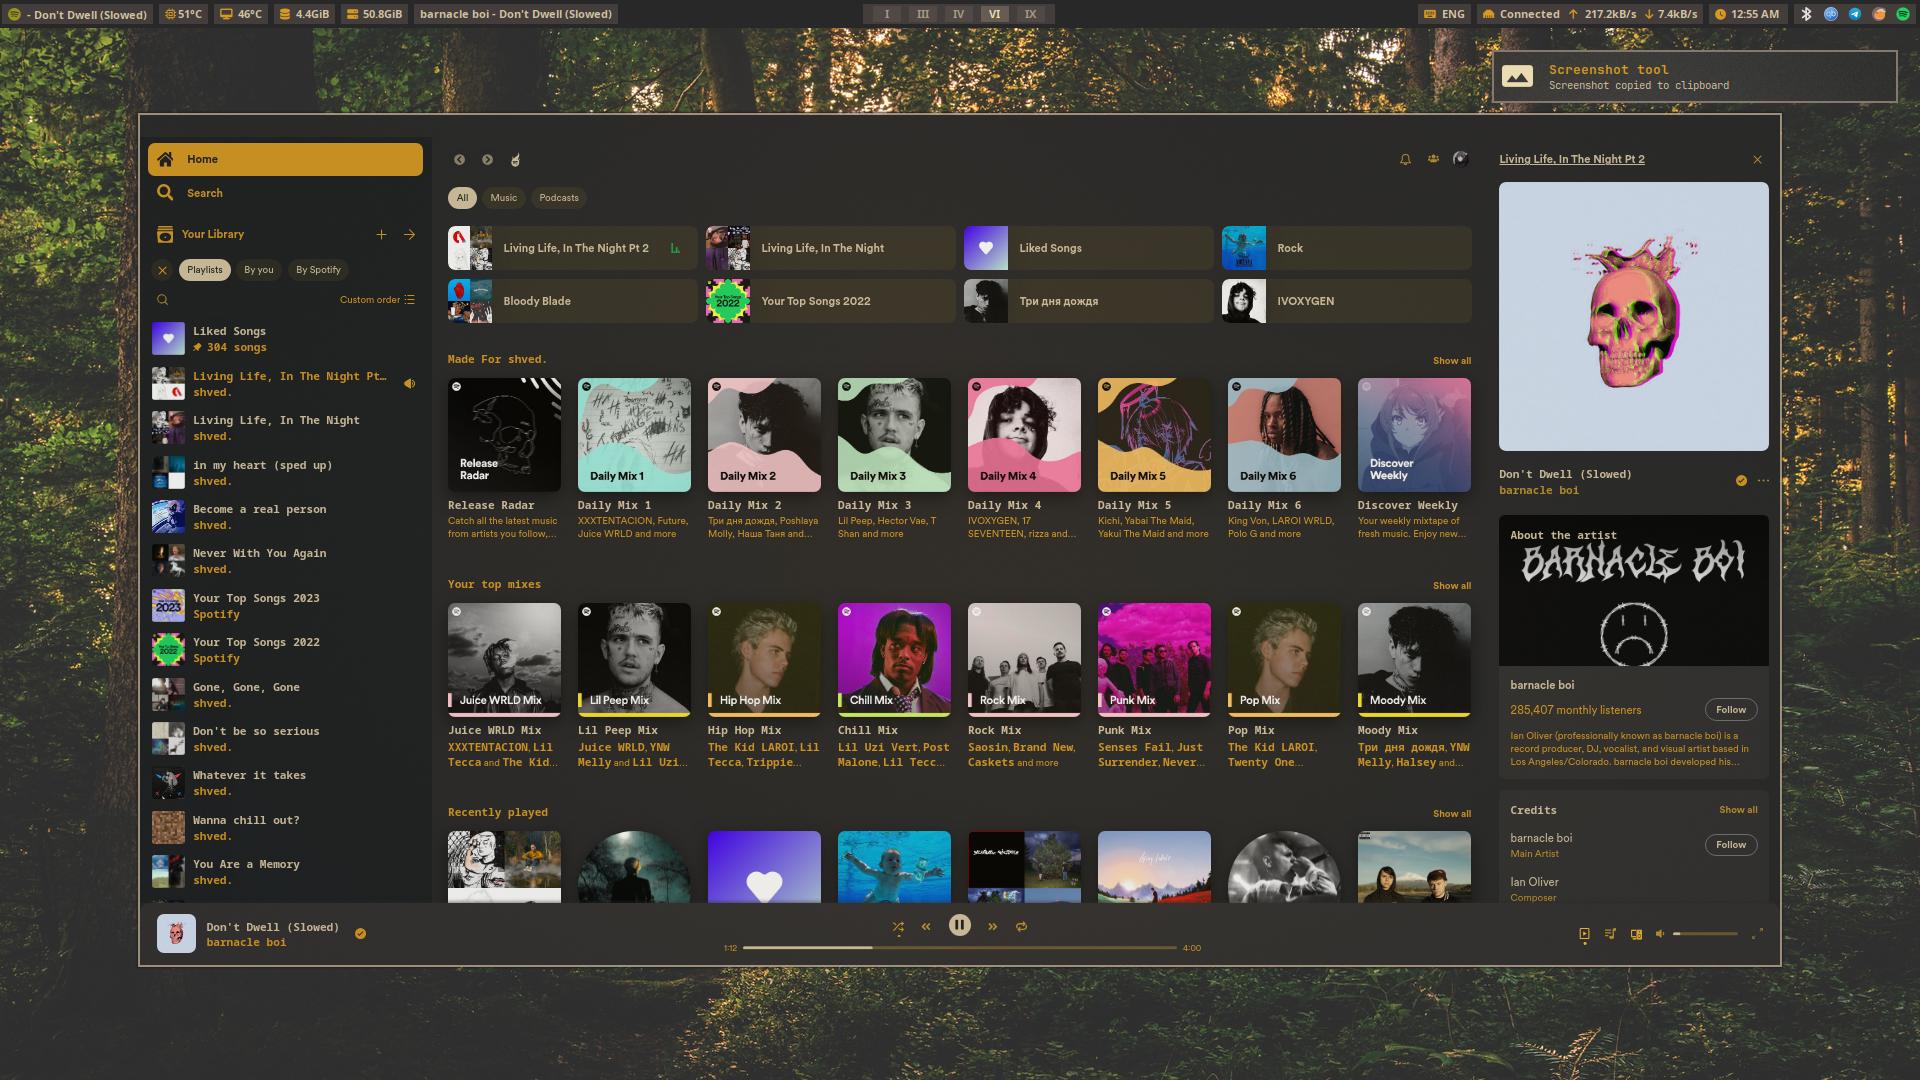 - Don't Dwell (Slowed)
51°C
46°C
4.4GiB
50.8GiB
barnacle boi - Don't Dwell (Slowed)
I
III
IV
VI
IX
ENG
Connected
217.2kB/s
7.4kB/s
12:55 AM
Screenshot tool
Screenshot copied to clipboard
Home
Search
Your Library
Playlists
By you
By Spotify
Custom order
Liked Songs
304 songs
Living Life, In The Night Pt...
shved.
Living Life, In The Night
shved.
in my heart (sped up)
shved.
Become a real person
shved.
Never With You Again
shved.
Your Top Songs 2023
Spotify
Your Top Songs 2022
Spotify
Gone, Gone, Gone
shved.
Don't be so serious
shved.
Whatever it takes
shved.
Wanna chill out?
shved.
You Are a Memory
shved.
All
Music
Podcasts
Living Life, In The Night Pt 2
Living Life, In The Night
Liked Songs
Rock
Bloody Blade
Your Top Songs 2022
Три дня дождя
IVOXYGEN
Made For shved.
Show all
Release
Radar
Daily Mix 1
Daily Mix 2
Daily Mix 3
Daily Mix 4
Daily Mix 5
Daily Mix 6
Discover
Weekly
Release Radar
Catch all the latest music
from artists you follow,...
Daily Mix 1
XXXTENTACION, Future,
Juice WRLD and more
Daily Mix 2
Три дня дождя, Poshlaya
Molly, Наша Таня and...
Daily Mix 3
Lil Peep, Hector Vae, T
Shan and more
Daily Mix 4
IVOXYGEN, 17
SEVENTEEN, rizza and...
Daily Mix 5
Kichi, Yabai The Maid,
Yakui The Maid and more
Daily Mix 6
King Von, LAROI WRLD,
Polo G and more
Discover Weekly
Your weekly mixtape of
fresh music. Enjoy new...
Your top mixes
Show all
Juice WRLD Mix
Lil Peep Mix
Hip Hop Mix
Chill Mix
Rock Mix
Punk Mix
Pop Mix
Moody Mix
Juice WRLD Mix
XXXTENTACION, Lil
Tecca and The Kid...
Lil Peep Mix
Juice WRLD, YNW
Melly and Lil Uzi...
Hip Hop Mix
The Kid LAROI, Lil
Tecca, Trippie...
Chill Mix
Lil Uzi Vert, Post
Malone, Lil Tecc...
Rock Mix
Saosin, Brand New,
Caskets and more
Punk Mix
Senses Fail, Just
Surrender, Never...
Pop Mix
The Kid LAROI,
Twenty One...
Moody Mix
Три дня дождя, YNW
Melly, Halsey and...
Recently played
Show all
Living Life, In The Night Pt 2
Don't Dwell (Slowed)
barnacle boi
About the artist
BARNACLE BOI
barnacle boi
285,407 monthly listeners
Follow
Ian Oliver (professionally known as barnacle boi) is a
record producer, DJ, vocalist, and visual artist based in
Los Angeles/Colorado. barnacle boi developed his...
Credits
Show all
barnacle boi
Main Artist
Follow
Ian Oliver
Composer
Don't Dwell (Slowed)
barnacle boi
1:12
4:00